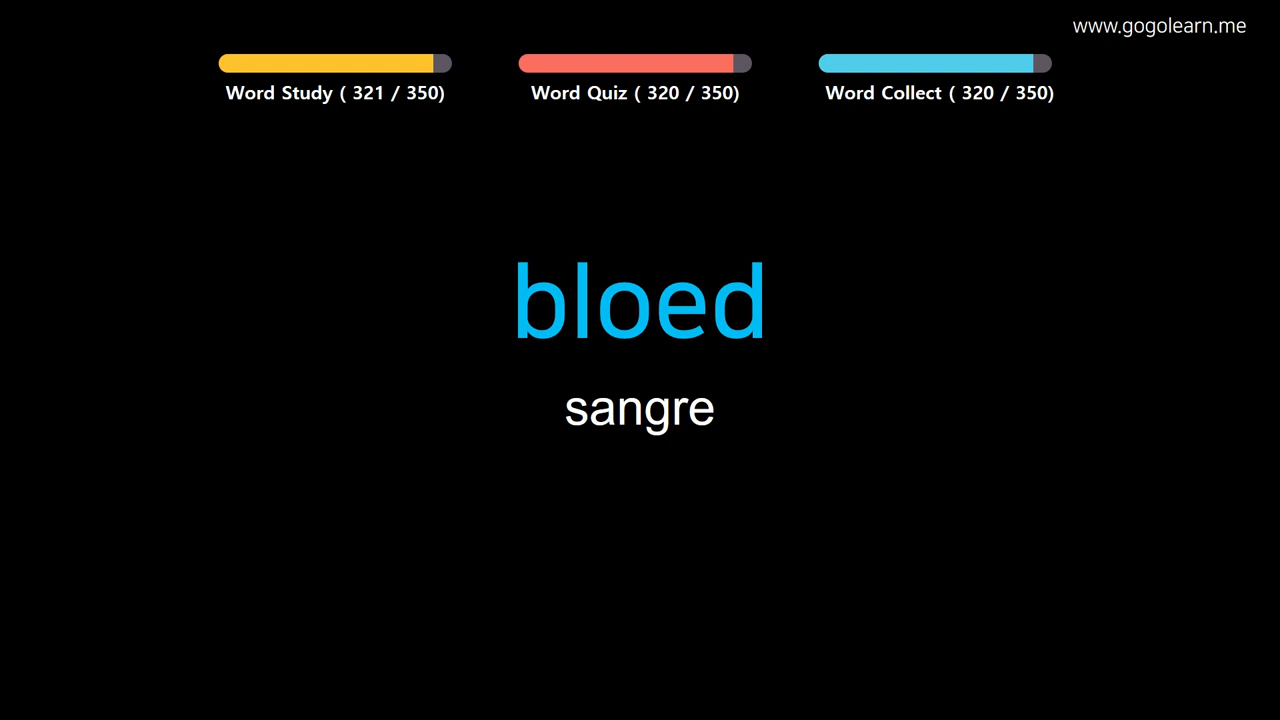 www.gogolearn.me
Word Study ( 321 / 350)
Word Quiz ( 320 / 350)
Word Collect ( 320 / 350)
bloed
sangre